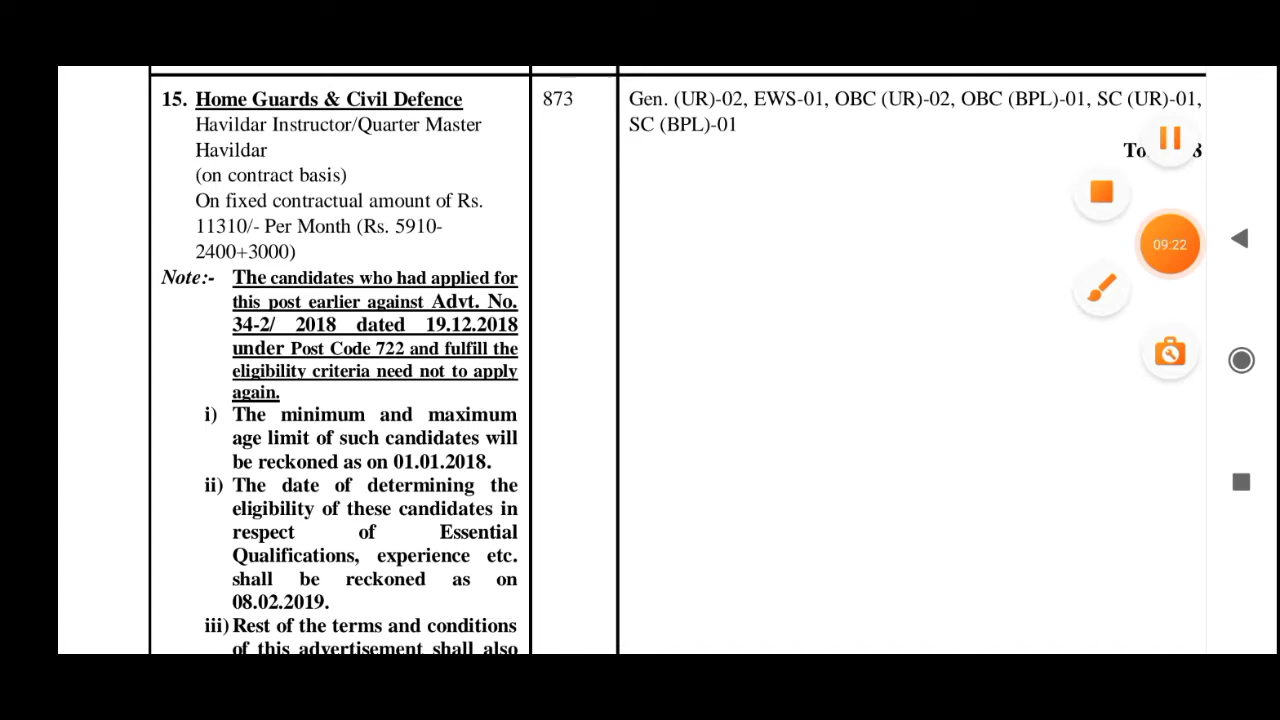 15. Home Guards & Civil Defence
Havildar Instructor/Quarter Master
Havildar
(on contract basis)
On fixed contractual amount of Rs.
11310/- Per Month (Rs. 5910-
2400+3000)
Note:- The candidates who had applied for
this post earlier against Advt. No.
34-2/ 2018 dated 19.12.2018
under Post Code 722 and fulfill the
eligibility criteria need not to apply
again.
i) The minimum and maximum
age limit of such candidates will
be reckoned as on 01.01.2018.
ii) The date of determining the
eligibility of these candidates in
respect of Essential
Qualifications, experience etc.
shall be reckoned as on
08.02.2019.
iii) Rest of the terms and conditions
of this advertisement shall also
873
Gen. (UR)-02, EWS-01, OBC (UR)-02, OBC (BPL)-01, SC (UR)-01,
SC (BPL)-01
09:22